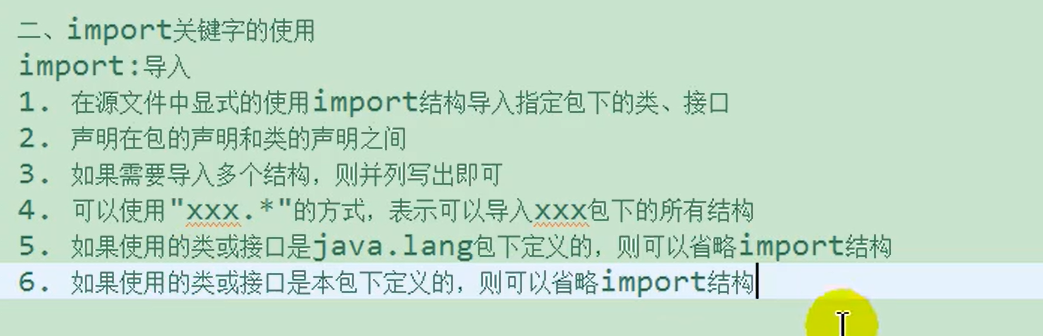 二、import关键字的使用
import:导入
1. 在源文件中显式的使用import结构导入指定包下的类、接口
2. 声明在包的声明和类的声明之间
3. 如果需要导入多个结构，则并列写出即可
4. 可以使用"xxx.*"的方式，表示可以导入xxx包下的所有结构
5. 如果使用的类或接口是java.lang包下定义的，则可以省略import结构
6. 如果使用的类或接口是本包下定义的，则可以省略import结构